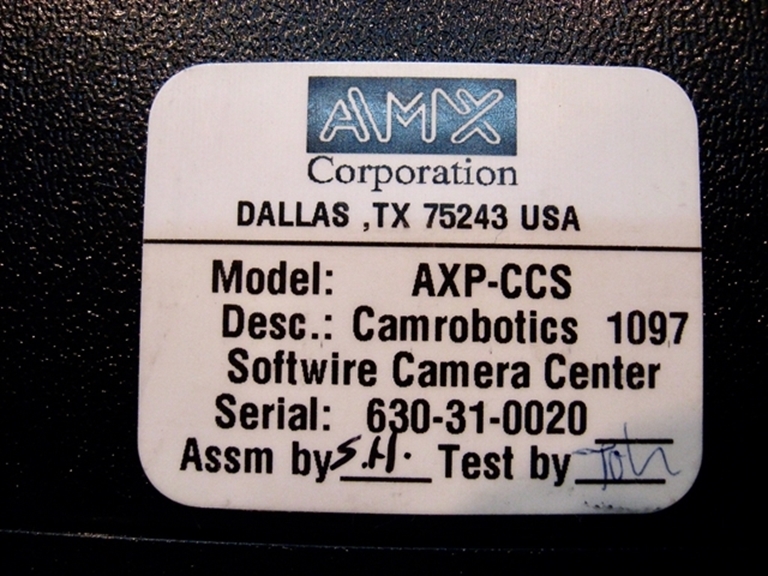 AMX
Corporation
DALLAS ,TX 75243 USA
Model: AXP-CCS
Desc.: Camrobotics 1097
Softwire Camera Center
Serial: 630-31-0020
Assm by S.H. Test by